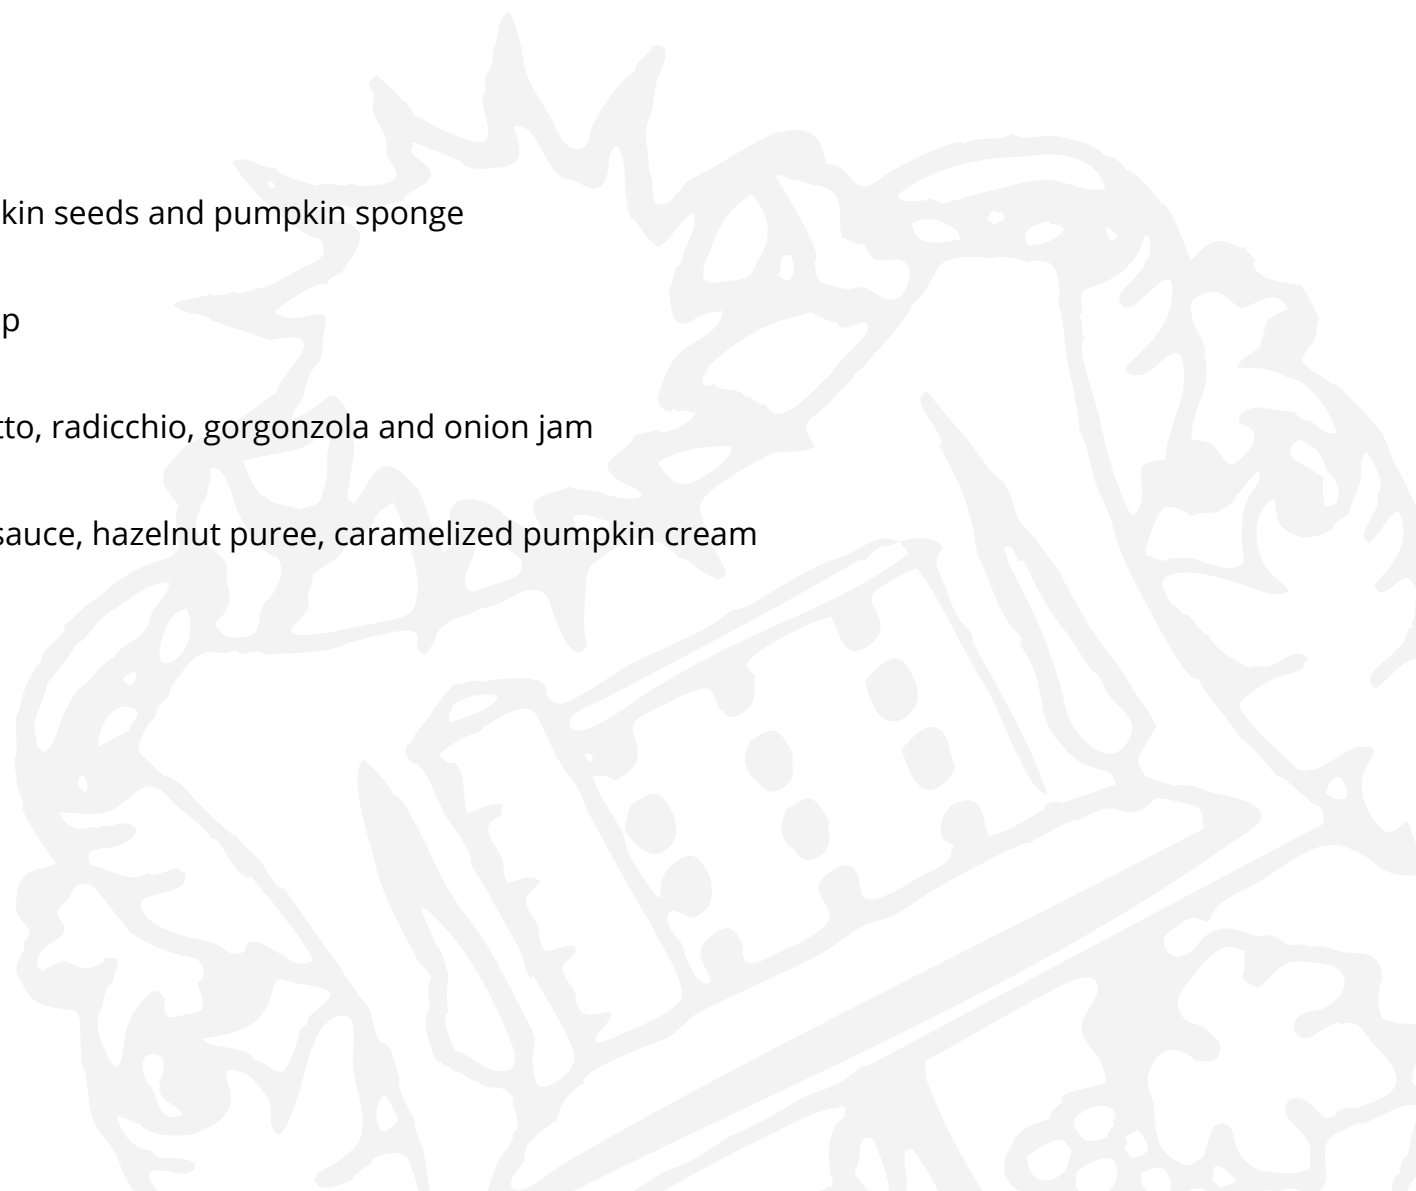 kin seeds and pumpkin sponge
p
tto, radicchio, gorgonzola and onion jam
sauce, hazelnut puree, caramelized pumpkin cream